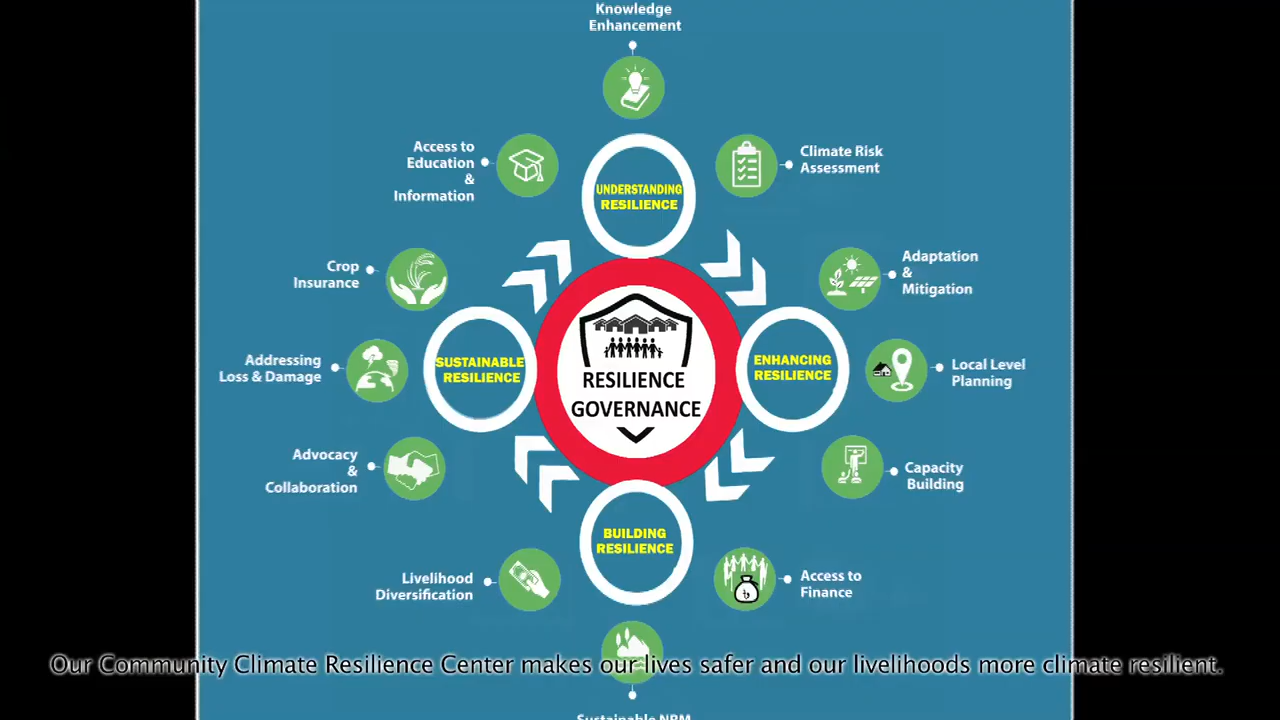 Knowledge
Enhancement
Access to
Education
&
Information
Climate Risk
Assessment
UNDERSTANDING
RESILIENCE
Crop
Insurance
Adaptation
&
Mitigation
Addressing
Loss & Damage
SUSTAINABLE
RESILIENCE
RESILIENCE
GOVERNANCE
ENHANCING
RESILIENCE
Local Level
Planning
Advocacy
&
Collaboration
Capacity
Building
BUILDING
RESILIENCE
Livelihood
Diversification
৳
Access to
Finance
Our Community Climate Resilience Center makes our lives safer and our livelihoods more climate resilient.
Sustainable NRM